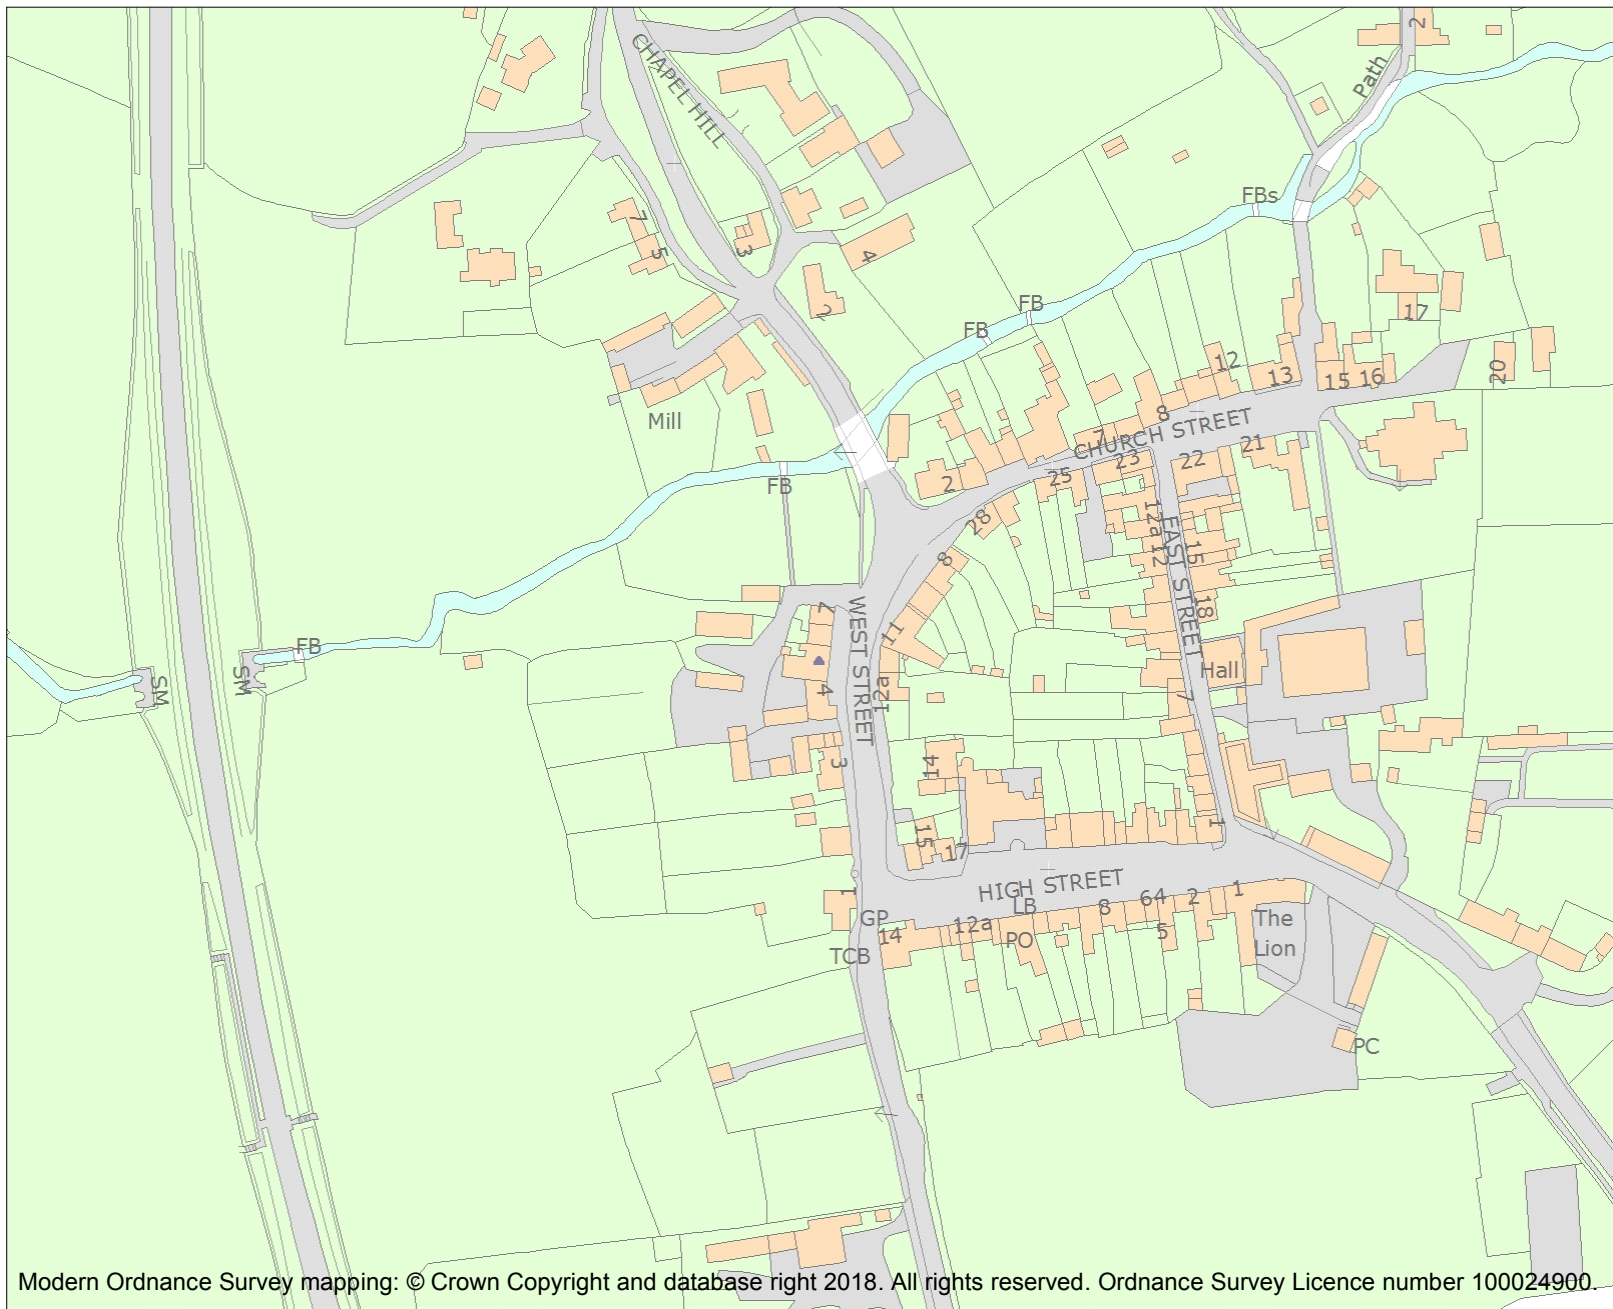 2
CHAPEL HILL
Path
FBs
7
5
3
4
2
FB
FB
17
12
13
15
16
20
Mill
8
7
CHURCH STREET
21
23
22
25
2
FB
28
12a
12
EAST STREET
15
8
18
7
WEST STREET
11
FB
SM
SM
Hall
4
12a
7
3
14
15
17
1
HIGH STREET
1
LB
8
64
2
1
GP
14
12a
PO
5
The
Lion
TCB
PC
Modern Ordnance Survey mapping: © Crown Copyright and database right 2018. All rights reserved. Ordnance Survey Licence number 100024900.